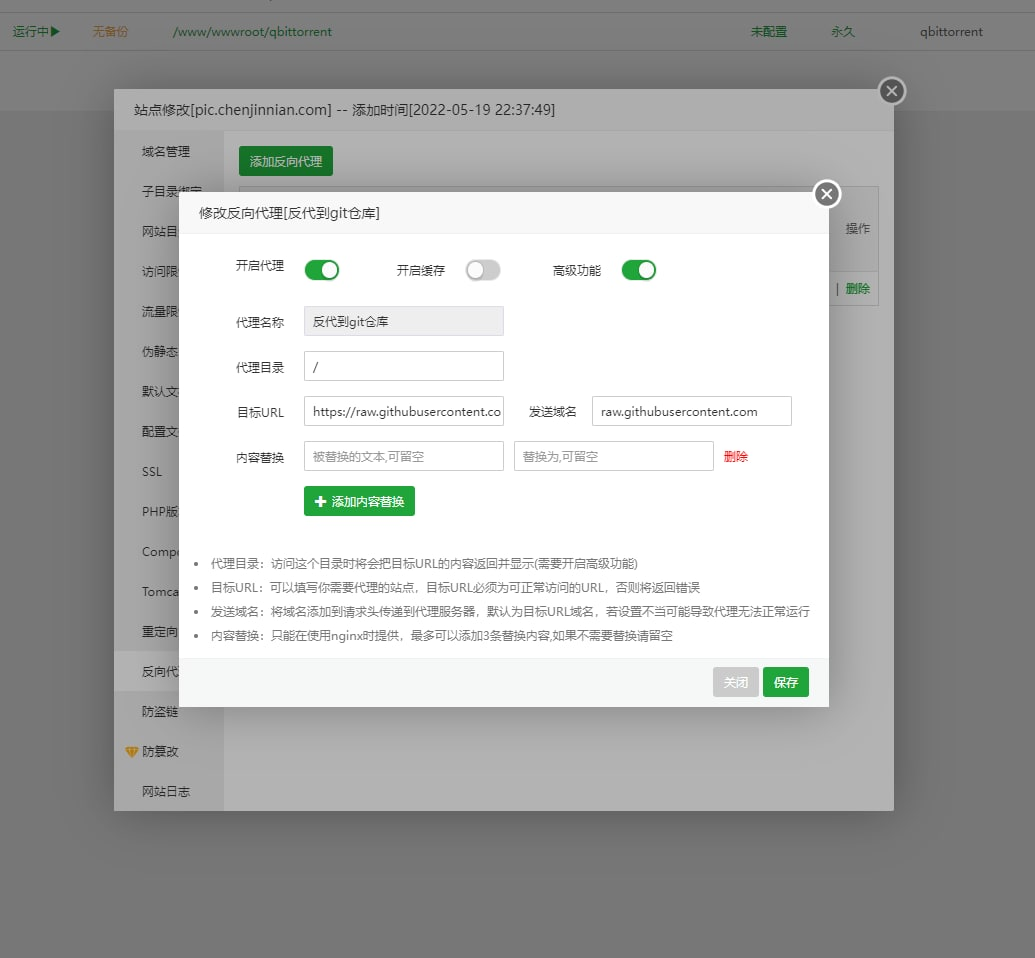 运行中 无备份 /www/wwwroot/qbittorrent 未配置 永久 qbittorrent
站点修改[pic.chenjinnian.com] -- 添加时间[2022-05-19 22:37:49]
域名管理
添加反向代理
子目录绑定
修改反向代理[反代到git仓库]
网站目
操作
访问限
开启代理 开启缓存 高级功能
| 删除
流量限
代理名称 反代到git仓库
伪静态
代理目录 /
默认文
目标URL https://raw.githubusercontent.co 发送域名 raw.githubusercontent.com
配置文
内容替换 被替换的文本,可留空 替换为,可留空 删除
SSL
添加内容替换
PHP版
Compo
代理目录：访问这个目录时将会把目标URL的内容返回并显示(需要开启高级功能)
Tomca
目标URL：可以填写你需要代理的站点，目标URL必须为可正常访问的URL，否则将返回错误
发送域名：将域名添加到请求头传递到代理服务器，默认为目标URL域名，若设置不当可能导致代理无法正常运行
重定向
内容替换：只能在使用nginx时提供，最多可以添加3条替换内容,如果不需要替换请留空
反向代
关闭 保存
防盗链
防篡改
网站日志